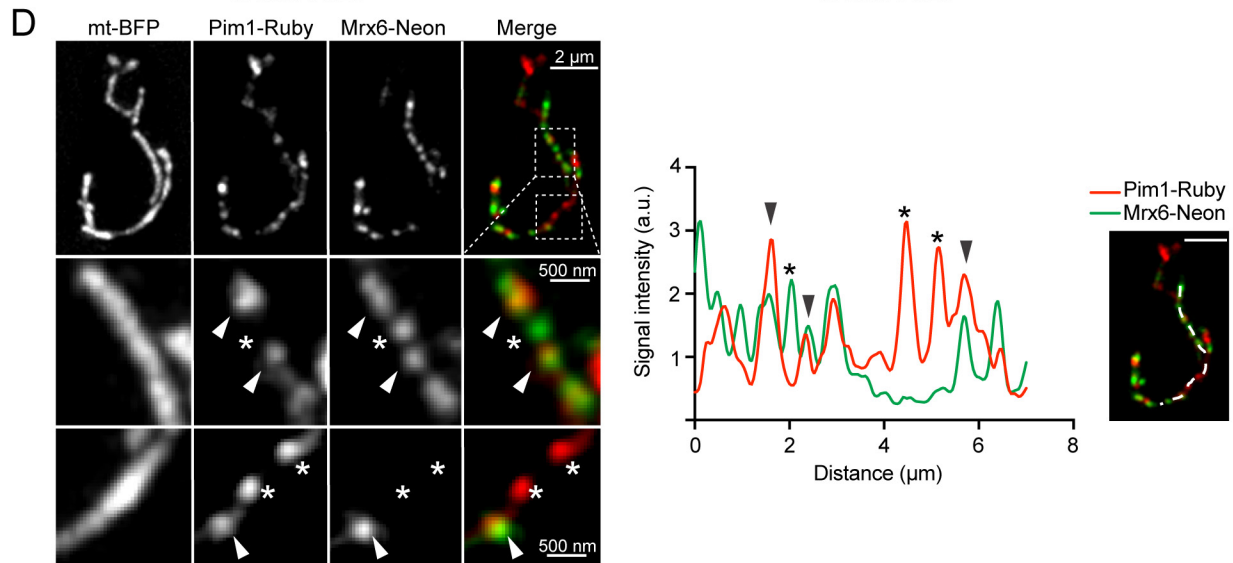 D
mt-BFP Pim1-Ruby Mrx6-Neon Merge
2 µm
500 nm
*
*
*
* *
* *
* *
500 nm
Signal intensity (a.u.)
4
3
2
1
0 2 4 6 8
Distance (µm)
* * *
Pim1-Ruby
Mrx6-Neon